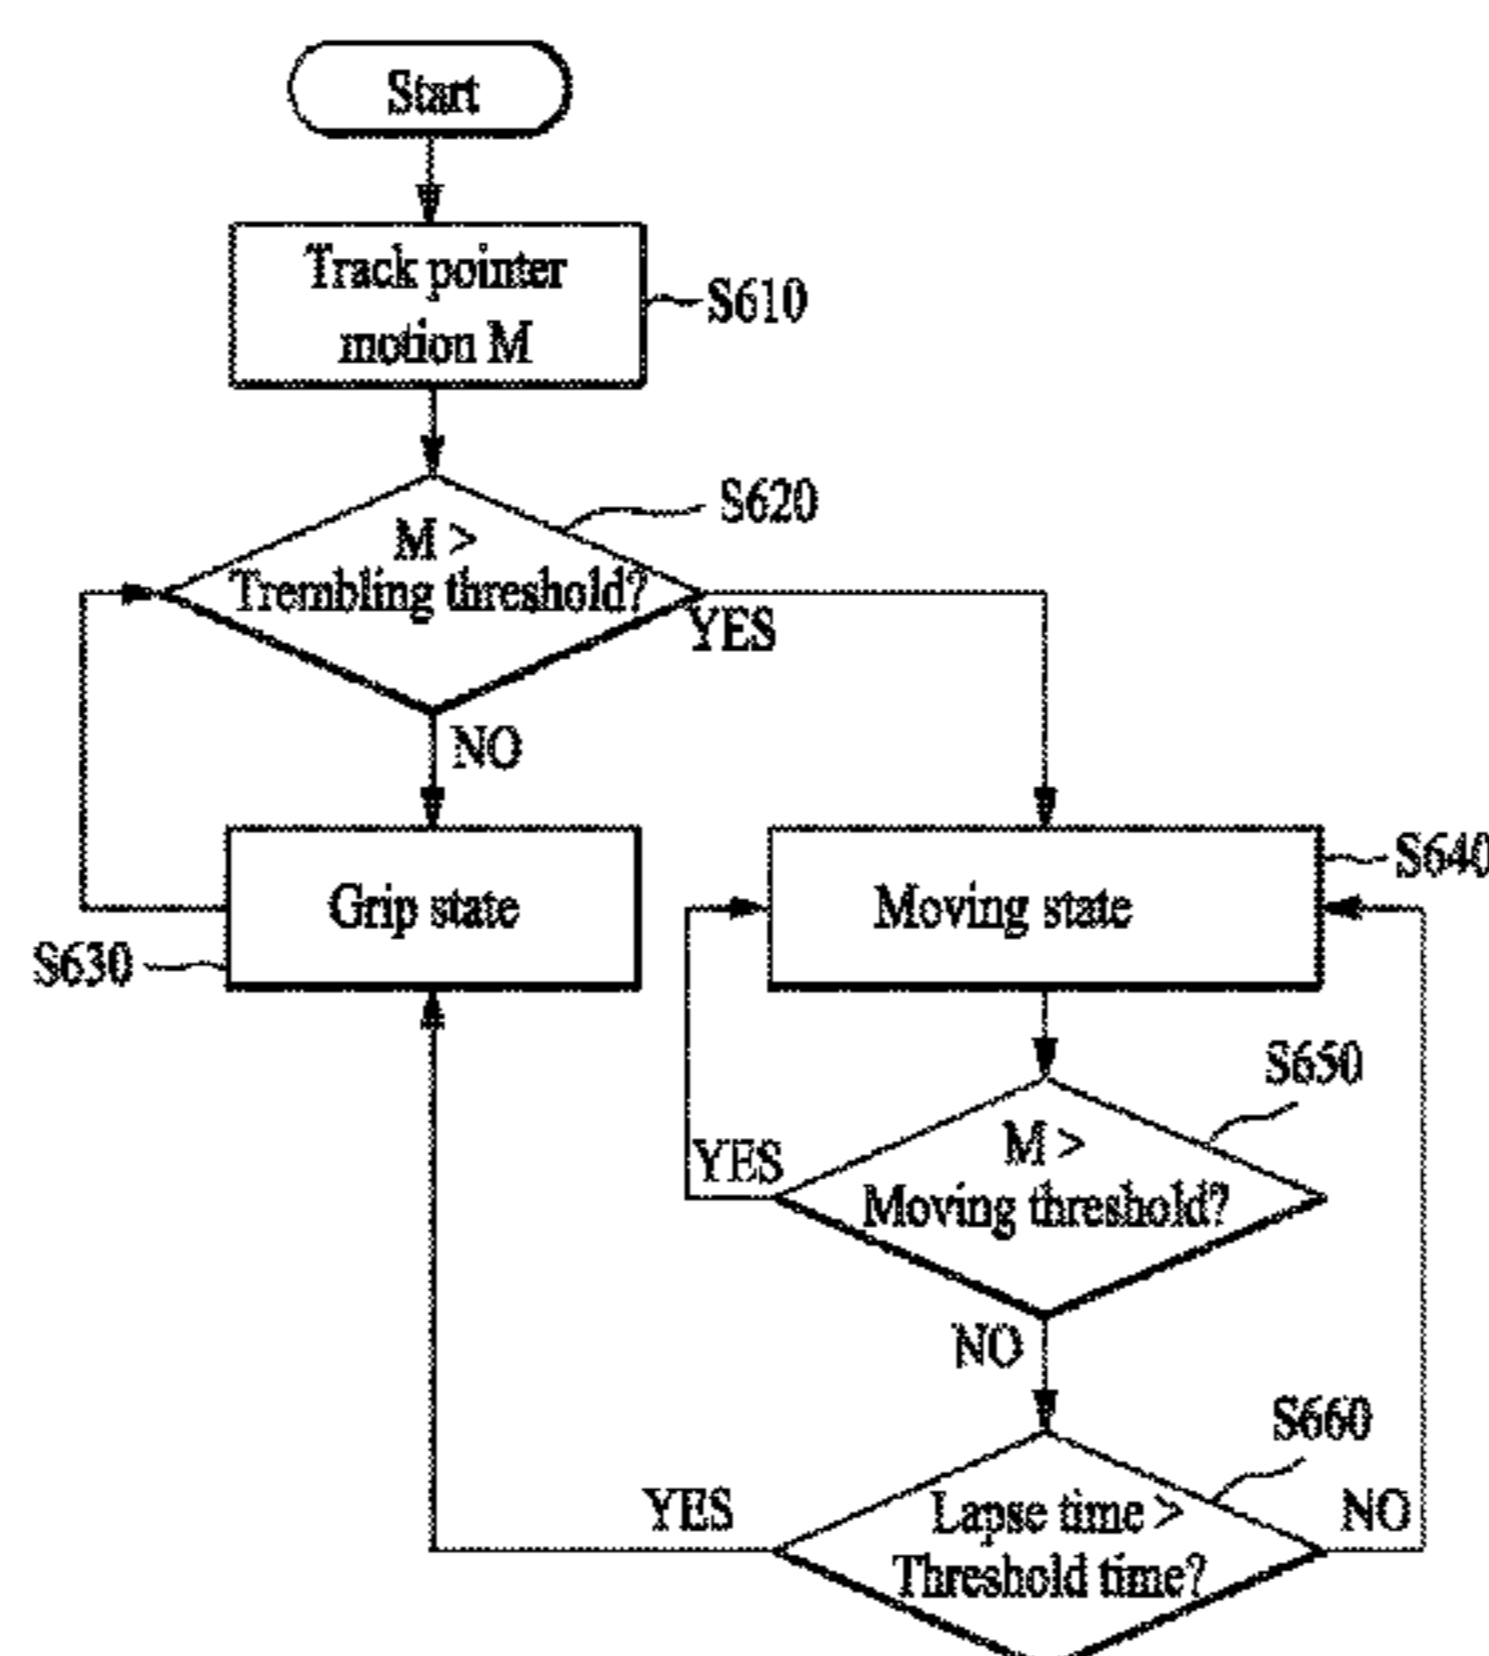 Start
Track pointer
motion M
S610
S620
M >
Trembling threshold?
YES
NO
Grip state
S630
Moving state
S640
S650
M >
Moving threshold?
YES
NO
S660
Lapse time >
Threshold time?
YES
NO